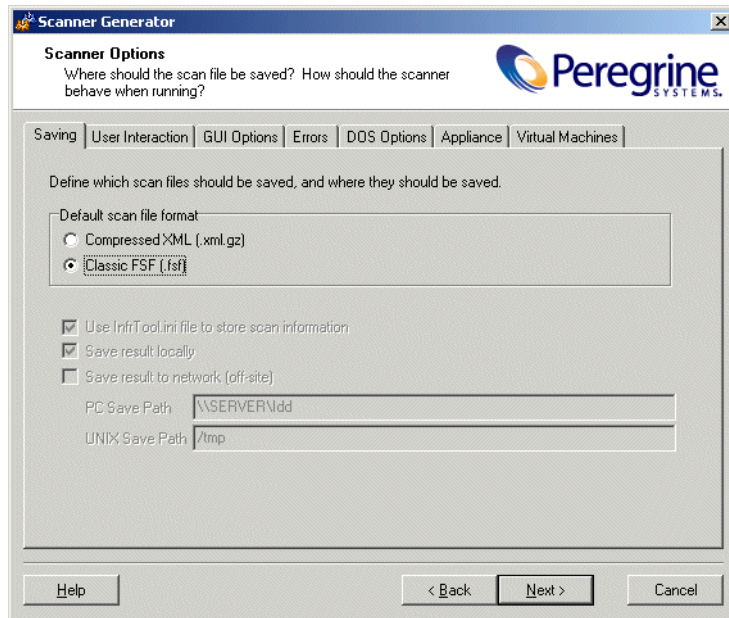 Scanner Generator
Scanner Options
Where should the scan file be saved? How should the scanner
behave when running?
Peregrine
SYSTEMS.
Saving
User Interaction
GUI Options
Errors
DOS Options
Appliance
Virtual Machines
Define which scan files should be saved, and where they should be saved.
Default scan file format
Compressed XML (.xml.gz)
Classic FSF (.fsf)
Use InfrTool.ini file to store scan information
Save result locally
Save result to network (off-site)
PC Save Path
\\SERVER\Idd
UNIX Save Path
/tmp
Help
< Back
Next >
Cancel